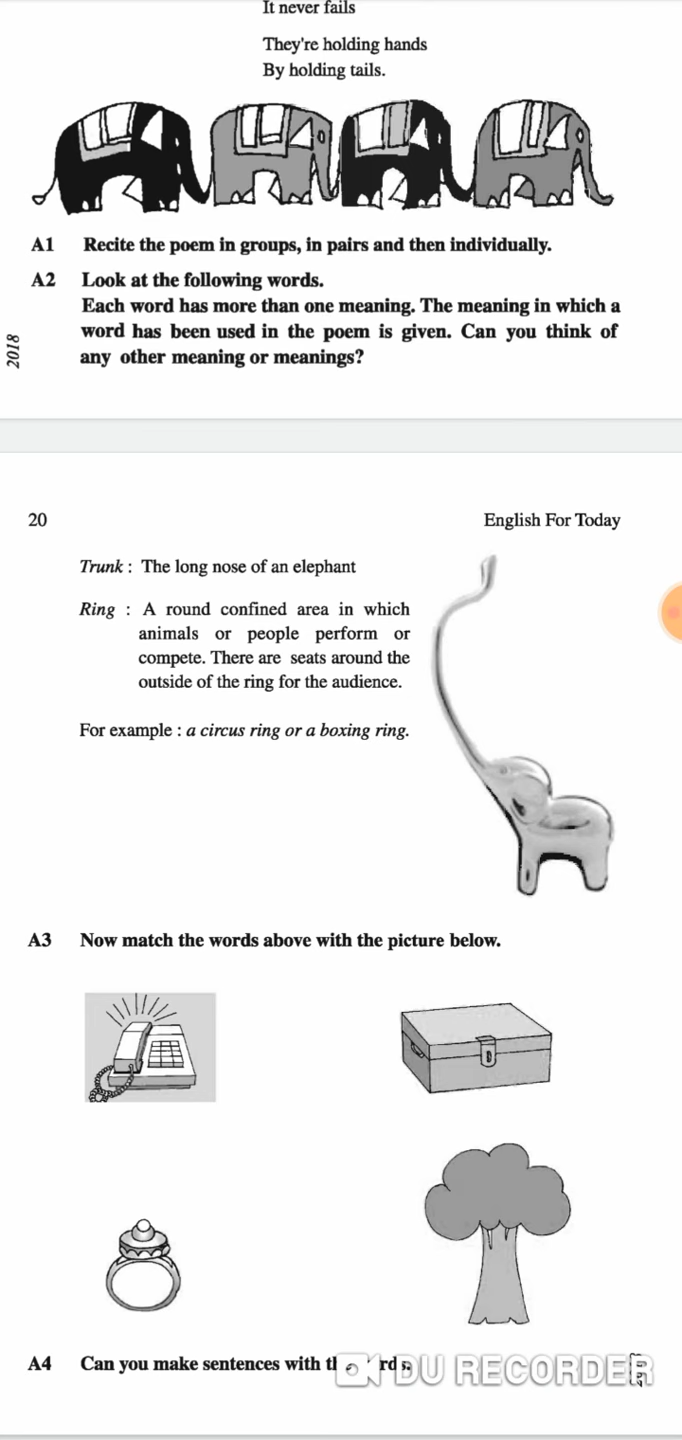 It never fails
They're holding hands
By holding tails.
A1 Recite the poem in groups, in pairs and then individually.
A2 Look at the following words.
Each word has more than one meaning. The meaning in which a
word has been used in the poem is given. Can you think of
any other meaning or meanings?
2018
20 English For Today
Trunk : The long nose of an elephant
Ring : A round confined area in which
animals or people perform or
compete. There are seats around the
outside of the ring for the audience.
For example : a circus ring or a boxing ring.
A3 Now match the words above with the picture below.
A4 Can you make sentences with
DU RECORDER